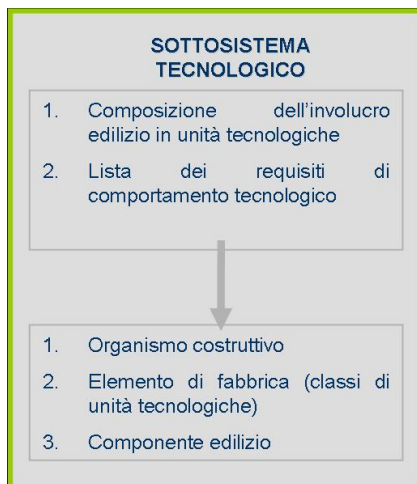 SOTTOSISTEMA
TECNOLOGICO
1. Composizione dell'involucro
edilizio in unità tecnologiche
2. Lista dei requisiti di
comportamento tecnologico
1. Organismo costruttivo
2. Elemento di fabbrica (classi di
unità tecnologiche)
3. Componente edilizio